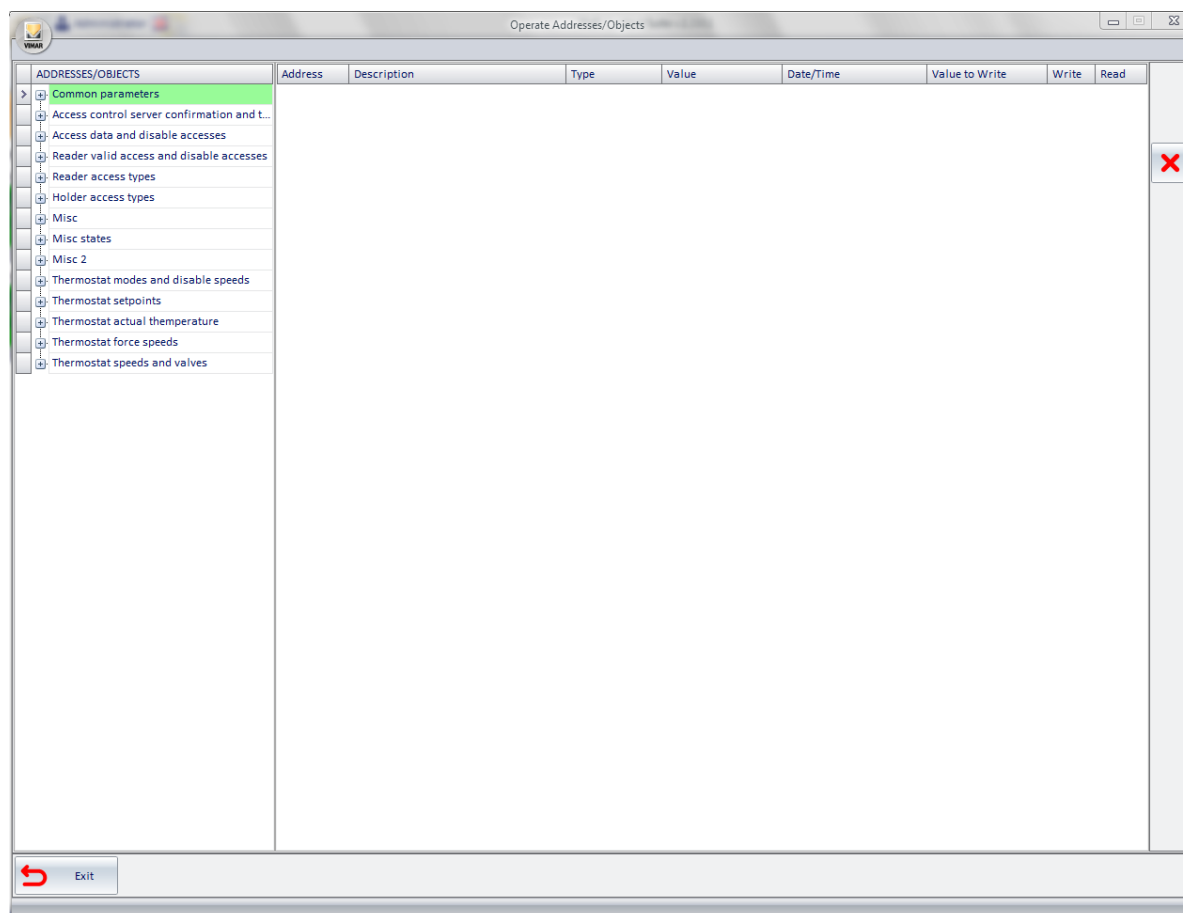 Operate Addresses/Objects
VIMAR
ADDRESSES/OBJECTS Address Description Type Value Date/Time Value to Write Write Read
Common parameters
Access control server confirmation and t...
Access data and disable accesses
Reader valid access and disable accesses
Reader access types
Holder access types
Misc
Misc states
Misc 2
Thermostat modes and disable speeds
Thermostat setpoints
Thermostat actual themperature
Thermostat force speeds
Thermostat speeds and valves
Exit